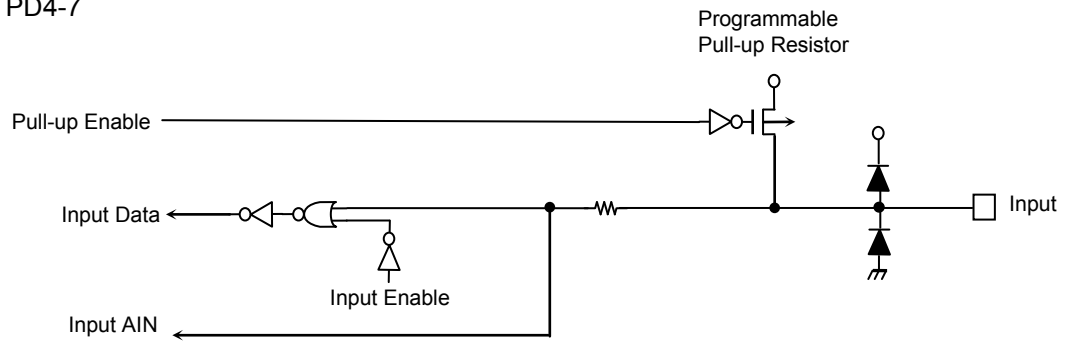 PD4-7
Programmable
Pull-up Resistor
Pull-up Enable
Input Data
Input
Input Enable
Input AIN